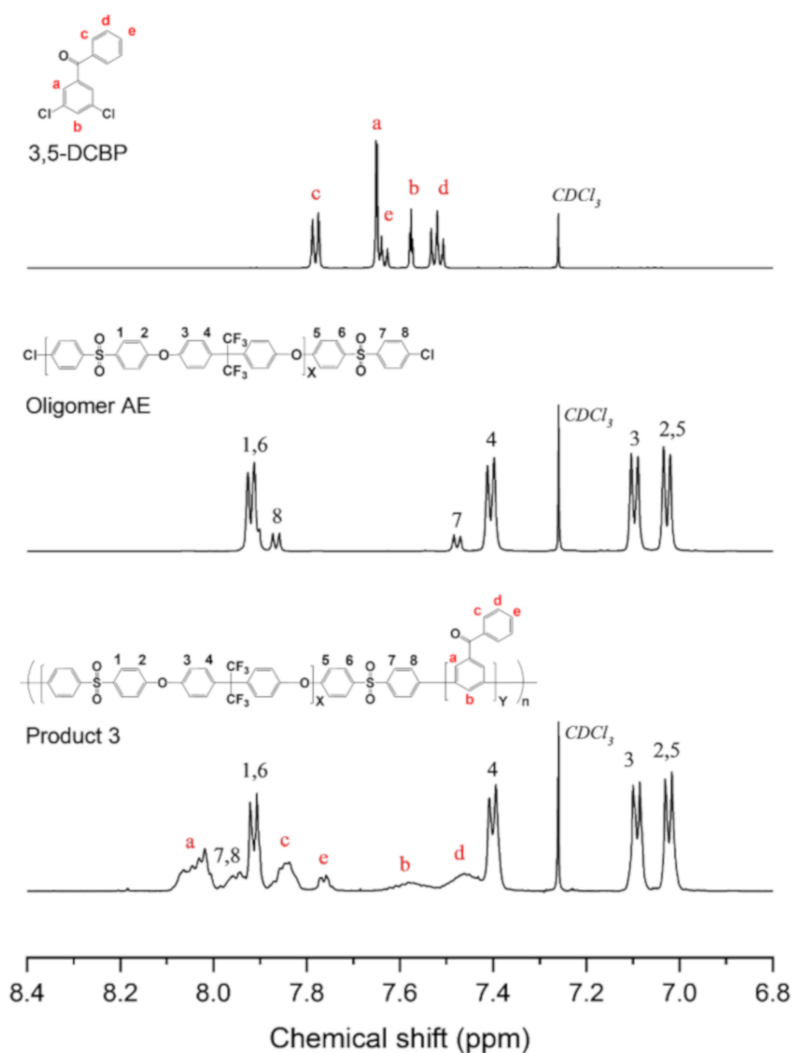 d
c
e
O
a
Cl
Cl
b
3,5-DCBP
a
c
e
b
d
CDCl3
1 2 3 4 5 6 7 8
O
CF3
O
Cl
S
O
O
S
Cl
O
CF3
X
O
Oligomer AE
1,6
8
7
4
CDCl3
3
2,5
d
c
e
O
1 2 3 4 5 6 7 8
a
O
CF3
O
S
O
O
S
O
CF3
X
O
b
Y
n
Product 3
1,6
a
7,8
c
e
b
d
4
CDCl3
3
2,5
8.4 8.2 8.0 7.8 7.6 7.4 7.2 7.0 6.8
Chemical shift (ppm)